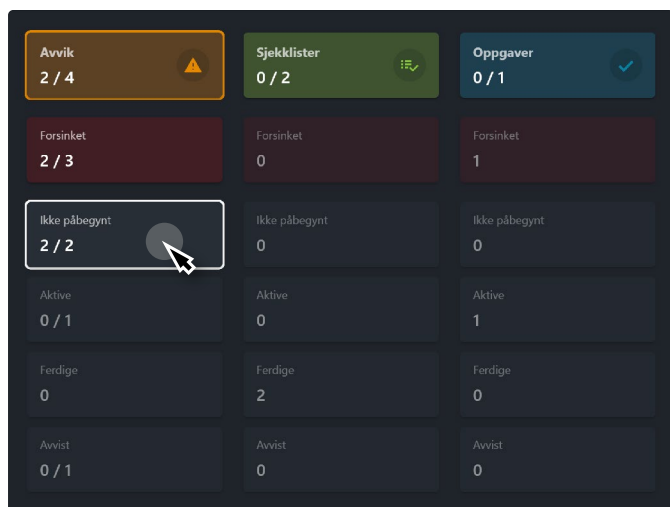 Avvik
2 / 4
Sjekklister
0 / 2
Oppgaver
0 / 1
Forsinket
2 / 3
Forsinket
0
Forsinket
1
Ikke påbegynt
2 / 2
Ikke påbegynt
0
Ikke påbegynt
0
Aktive
0 / 1
Aktive
0
Aktive
1
Ferdige
0
Ferdige
2
Ferdige
0
Avvist
0 / 1
Avvist
0
Avvist
0